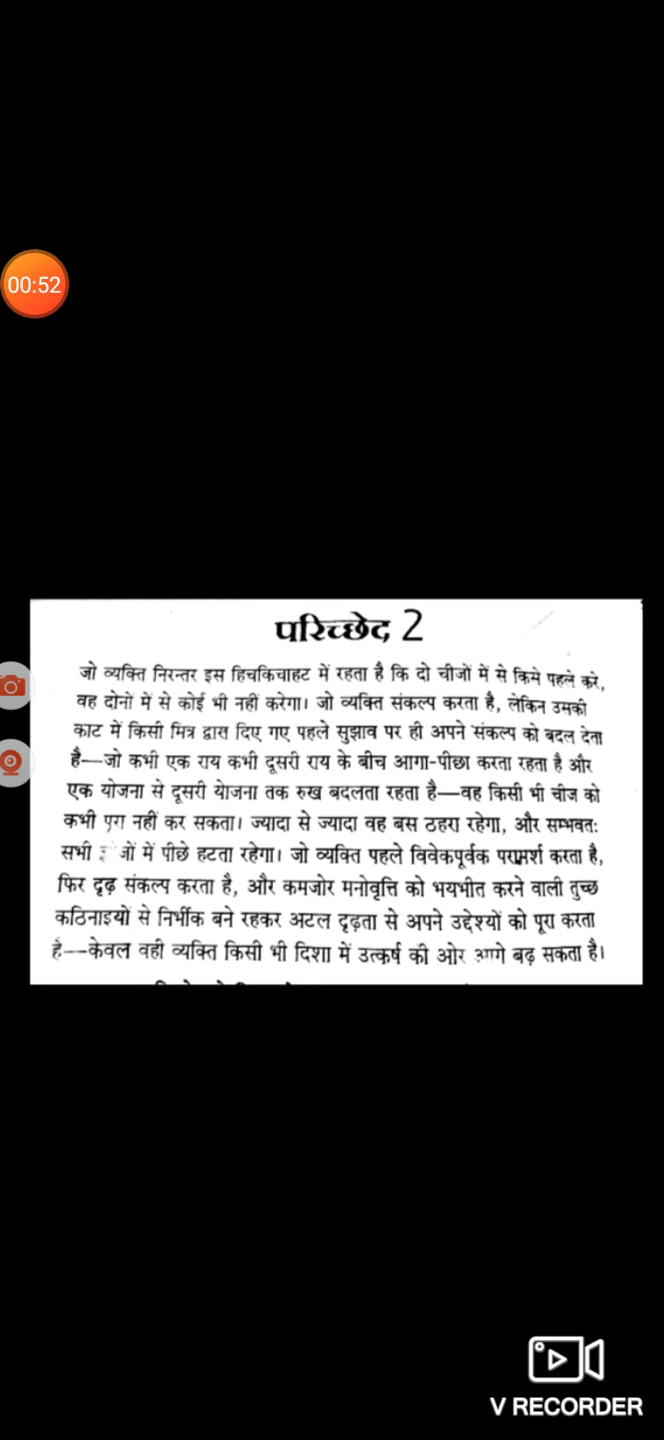 00:52
परिच्छेद 2
जो व्यक्ति निरन्तर इस हिचकिचाहट में रहता है कि दो चीजों में से किसे पहले करे,
वह दोनों में से कोई भी नहीं करेगा। जो व्यक्ति संकल्प करता है, लेकिन उसकी
काट में किसी मित्र द्वारा दिए गए पहले सुझाव पर ही अपने संकल्प को बदल देता
है—जो कभी एक राय कभी दूसरी राय के बीच आगा-पीछा करता रहता है और
एक योजना से दूसरी योजना तक रुख बदलता रहता है—वह किसी भी चीज को
कभी पूरा नहीं कर सकता। ज्यादा से ज्यादा वह बस ठहरा रहेगा, और सम्भवतः
सभी में पीछे हटता रहेगा। जो व्यक्ति पहले विवेकपूर्वक परामर्श करता है,
फिर दृढ़ संकल्प करता है, और कमजोर मनोवृत्ति को भयभीत करने वाली तुच्छ
कठिनाइयों से निर्भीक बने रहकर अटल दृढ़ता से अपने उद्देश्यों को पूरा करता
है—केवल वही व्यक्ति किसी भी दिशा में उत्कर्ष की ओर आगे बढ़ सकता है।
V RECORDER